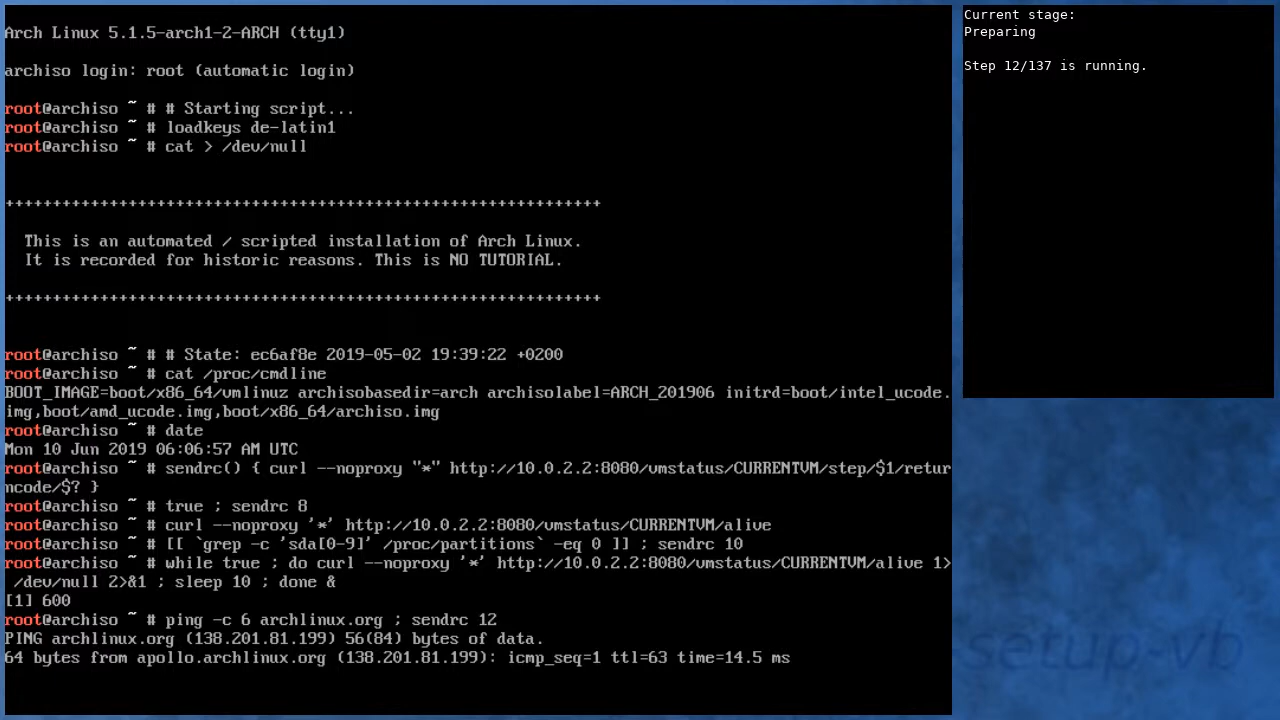 Arch Linux 5.1.5-arch1-2-ARCH (tty1)
archiso login: root (automatic login)
root@archiso ~ # # Starting script...
root@archiso ~ # loadkeys de-latin1
root@archiso ~ # cat > /dev/null
++++++++++++++++++++++++++++++++++++++++++++++++++++++++++++++++
This is an automated / scripted installation of Arch Linux.
It is recorded for historic reasons. This is NO TUTORIAL.
++++++++++++++++++++++++++++++++++++++++++++++++++++++++++++++++
root@archiso ~ # # State: ec6af8e 2019-05-02 19:39:22 +0200
root@archiso ~ # cat /proc/cmdline
BOOT_IMAGE=boot/x86_64/vmlinuz archisobasedir=arch archisolabel=ARCH_201906 initrd=boot/intel_ucode.
img,boot/amd_ucode.img,boot/x86_64/archiso.img
root@archiso ~ # date
Mon 10 Jun 2019 06:06:57 AM UTC
root@archiso ~ # sendrc() { curl --noproxy "*" http://10.0.2.2:8080/vmstatus/CURRENTVM/step/$1/retur
ncode/$? }
root@archiso ~ # true ; sendrc 8
root@archiso ~ # curl --noproxy '*' http://10.0.2.2:8080/vmstatus/CURRENTVM/alive
root@archiso ~ # [[ `grep -c 'sda[0-9]' /proc/partitions` -eq 0 ]] ; sendrc 10
root@archiso ~ # while true ; do curl --noproxy '*' http://10.0.2.2:8080/vmstatus/CURRENTVM/alive 1>
/dev/null 2>&1 ; sleep 10 ; done &
[1] 600
root@archiso ~ # ping -c 6 archlinux.org ; sendrc 12
PING archlinux.org (138.201.81.199) 56(84) bytes of data.
64 bytes from apollo.archlinux.org (138.201.81.199): icmp_seq=1 ttl=63 time=14.5 ms
Current stage:
Preparing
Step 12/137 is running.
setup-vb